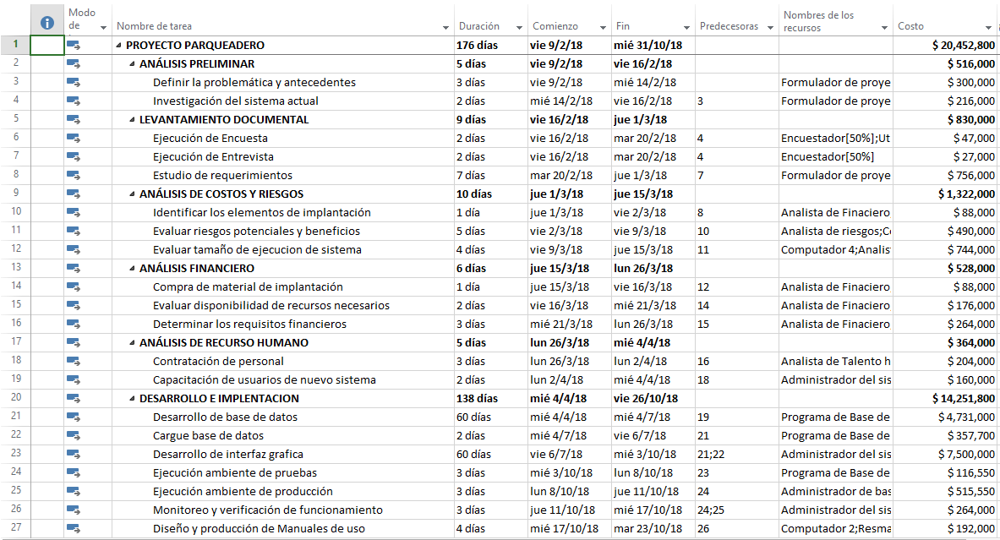 Modo de Nombre de tarea Duración Comienzo Fin Predecesoras Nombres de los recursos Costo
1 PROYECTO PARQUEADERO 176 días vie 9/2/18 mié 31/10/18 $ 20,452,800
2 ANÁLISIS PRELIMINAR 5 días vie 9/2/18 vie 16/2/18 $ 516,000
3 Definir la problemática y antecedentes 3 días vie 9/2/18 mié 14/2/18 Formulador de proye $ 300,000
4 Investigación del sistema actual 2 días mié 14/2/18 vie 16/2/18 3 Formulador de proye $ 216,000
5 LEVANTAMIENTO DOCUMENTAL 9 días vie 16/2/18 jue 1/3/18 $ 830,000
6 Ejecución de Encuesta 2 días vie 16/2/18 mar 20/2/18 4 Encuestador[50%];Ut $ 47,000
7 Ejecución de Entrevista 2 días vie 16/2/18 mar 20/2/18 4 Encuestador[50%] $ 27,000
8 Estudio de requerimientos 7 días mar 20/2/18 jue 1/3/18 7 Formulador de proye $ 756,000
9 ANÁLISIS DE COSTOS Y RIESGOS 10 días jue 1/3/18 jue 15/3/18 $ 1,322,000
10 Identificar los elementos de implantación 1 día jue 1/3/18 vie 2/3/18 8 Analista de Finaciero $ 88,000
11 Evaluar riesgos potenciales y beneficios 5 días vie 2/3/18 vie 9/3/18 10 Analista de riesgos;Co $ 490,000
12 Evaluar tamaño de ejecucion de sistema 4 días vie 9/3/18 jue 15/3/18 11 Computador 4;Analis $ 744,000
13 ANÁLISIS FINANCIERO 6 días jue 15/3/18 lun 26/3/18 $ 528,000
14 Compra de material de implantación 1 día jue 15/3/18 vie 16/3/18 12 Analista de Finaciero $ 88,000
15 Evaluar disponibilidad de recursos necesarios 2 días vie 16/3/18 mié 21/3/18 14 Analista de Finaciero $ 176,000
16 Determinar los requisitos financieros 3 días mié 21/3/18 lun 26/3/18 15 Analista de Finaciero $ 264,000
17 ANÁLISIS DE RECURSO HUMANO 5 días lun 26/3/18 mié 4/4/18 $ 364,000
18 Contratación de personal 3 días lun 26/3/18 lun 2/4/18 16 Analista de Talento h $ 204,000
19 Capacitación de usuarios de nuevo sistema 2 días lun 2/4/18 mié 4/4/18 18 Administrador del sis $ 160,000
20 DESARROLLO E IMPLENTACION 138 días mié 4/4/18 vie 26/10/18 $ 14,251,800
21 Desarrollo de base de datos 60 días mié 4/4/18 mié 4/7/18 19 Programa de Base de $ 4,731,000
22 Cargue base de datos 2 días mié 4/7/18 vie 6/7/18 21 Programa de Base de $ 357,700
23 Desarrollo de interfaz grafica 60 días vie 6/7/18 mié 3/10/18 21;22 Administrador del sis $ 7,500,000
24 Ejecución ambiente de pruebas 3 días mié 3/10/18 lun 8/10/18 23 Programa de Base de $ 116,550
25 Ejecución ambiente de producción 3 días lun 8/10/18 jue 11/10/18 24 Administrador de bas $ 515,550
26 Monitoreo y verificación de funcionamiento 3 días jue 11/10/18 mié 17/10/18 24;25 Administrador del sis $ 264,000
27 Diseño y producción de Manuales de uso 4 días mié 17/10/18 mar 23/10/18 26 Computador 2;Resma $ 192,000